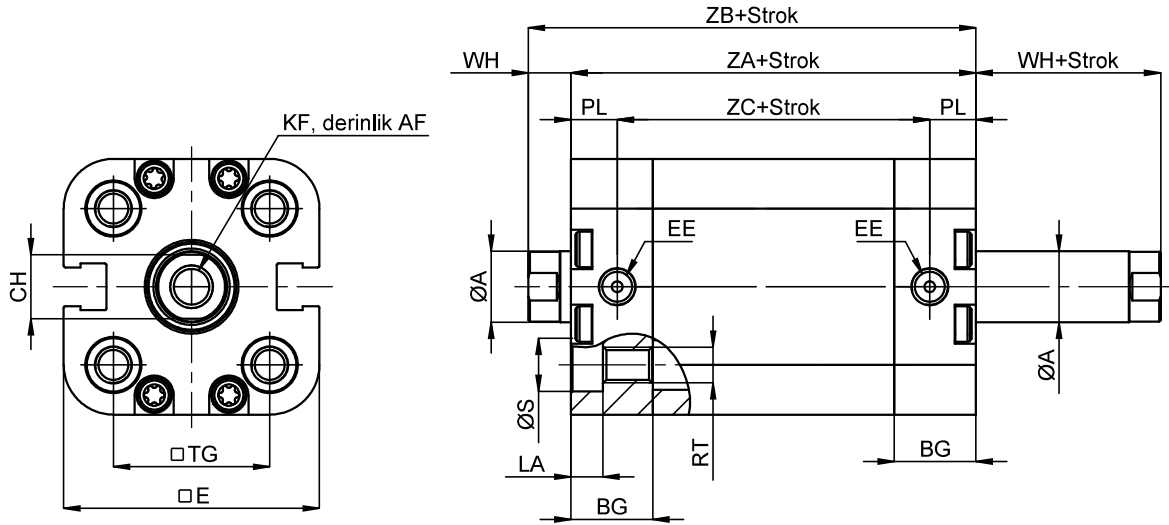 ZB+Strok
WH
ZA+Strok
WH+Strok
PL
ZC+Strok
PL
KF, derinlik AF
EE
EE
CH
ØA
ØA
ØS
RT
□TG
LA
BG
□E
BG